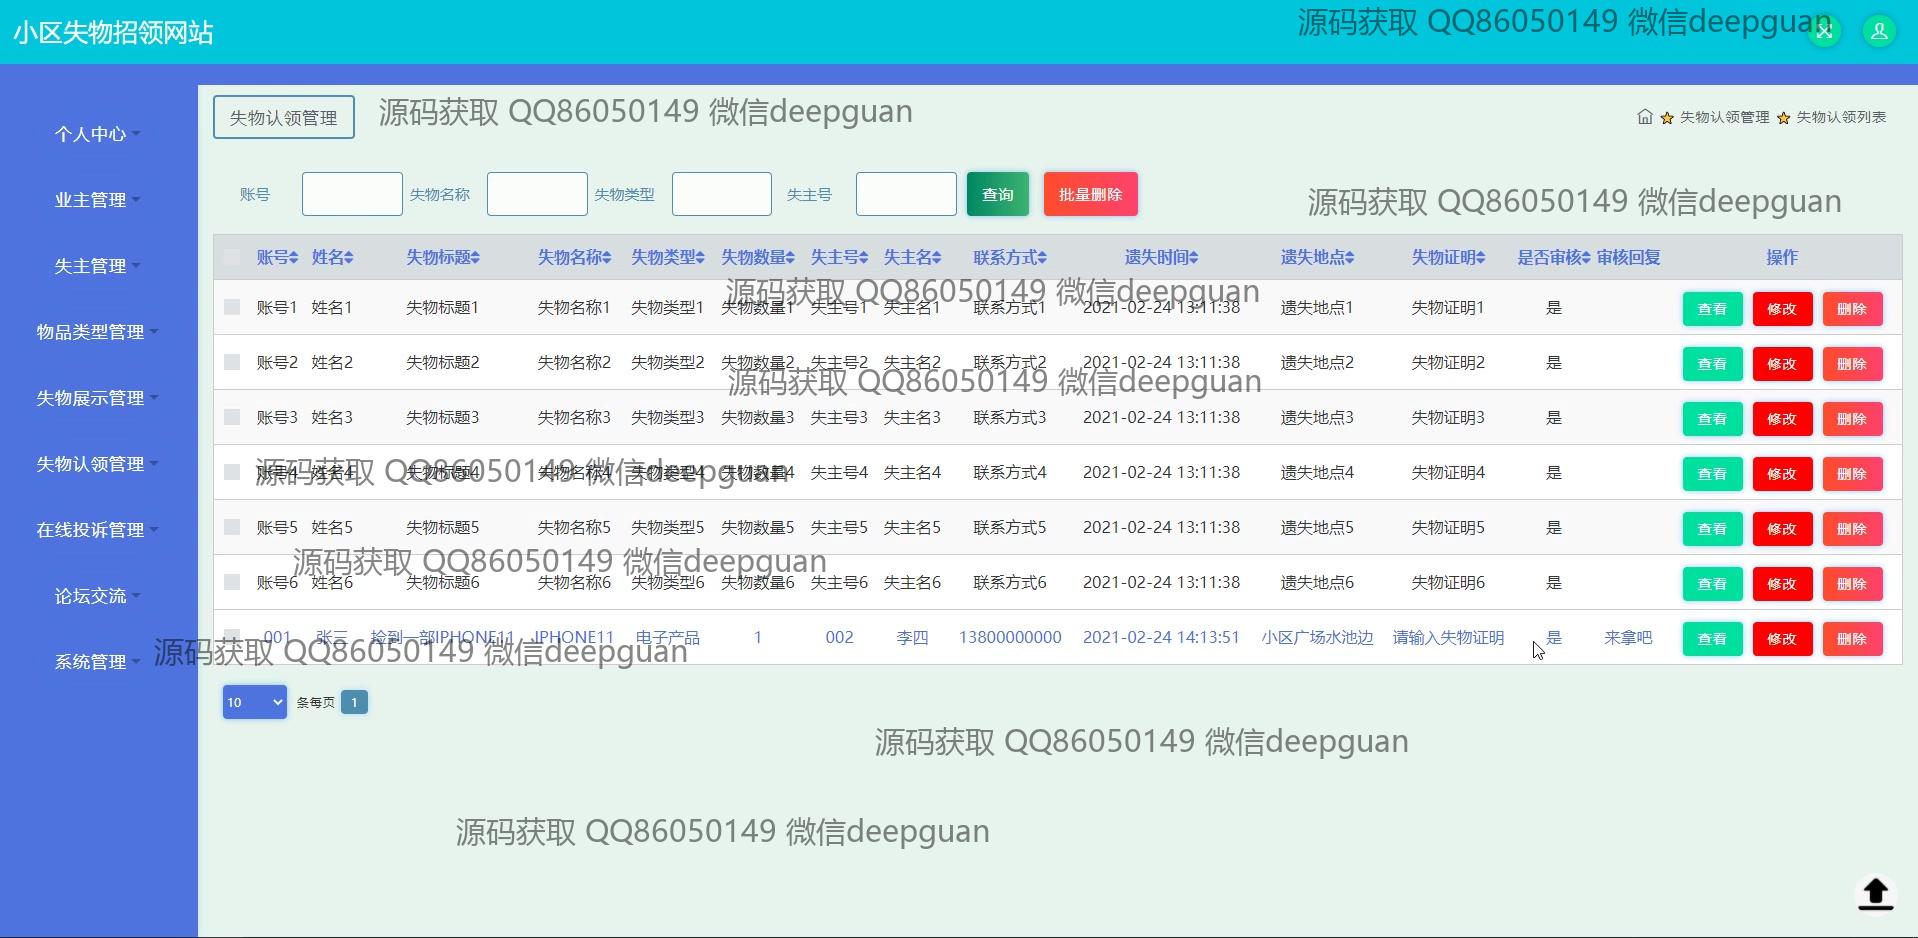 小区失物招领网站
源码获取 QQ86050149 微信deepguan
失物认领管理
源码获取 QQ86050149 微信deepguan
失物认领管理 失物认领列表
个人中心
业主管理
失主管理
物品类型管理
失物展示管理
失物认领管理
在线投诉管理
论坛交流
系统管理
账号 失物名称 失物类型 失主号 查询 批量删除
源码获取 QQ86050149 微信deepguan
账号 姓名 失物标题 失物名称 失物类型 失物数量 失主号 失主名 联系方式 遗失时间 遗失地点 失物证明 是否审核 审核回复 操作
源码获取 QQ86050149 微信deepguan
账号1 姓名1 失物标题1 失物名称1 失物类型1 失物数量1 失主号1 失主名1 联系方式1 2021-02-24 13:11:38 遗失地点1 失物证明1 是 查看 修改 删除
账号2 姓名2 失物标题2 失物名称2 失物类型2 失物数量2 失主号2 失主名2 联系方式2 2021-02-24 13:11:38 遗失地点2 失物证明2 是 查看 修改 删除
源码获取 QQ86050149 微信deepguan
账号3 姓名3 失物标题3 失物名称3 失物类型3 失物数量3 失主号3 失主名3 联系方式3 2021-02-24 13:11:38 遗失地点3 失物证明3 是 查看 修改 删除
账号4 姓名4 失物标题4 失物名称4 失物类型4 失物数量4 失主号4 失主名4 联系方式4 2021-02-24 13:11:38 遗失地点4 失物证明4 是 查看 修改 删除
源码获取 QQ86050149 微信deepguan
账号5 姓名5 失物标题5 失物名称5 失物类型5 失物数量5 失主号5 失主名5 联系方式5 2021-02-24 13:11:38 遗失地点5 失物证明5 是 查看 修改 删除
源码获取 QQ86050149 微信deepguan
账号6 姓名6 失物标题6 失物名称6 失物类型6 失物数量6 失主号6 失主名6 联系方式6 2021-02-24 13:11:38 遗失地点6 失物证明6 是 查看 修改 删除
001 张三 捡到一部IPHONE11 IPHONE11 电子产品 1 002 李四 13800000000 2021-02-24 14:13:51 小区广场水池边 请输入失物证明 是 来拿吧 查看 修改 删除
源码获取 QQ86050149 微信deepguan
10 条每页 1
源码获取 QQ86050149 微信deepguan
源码获取 QQ86050149 微信deepguan